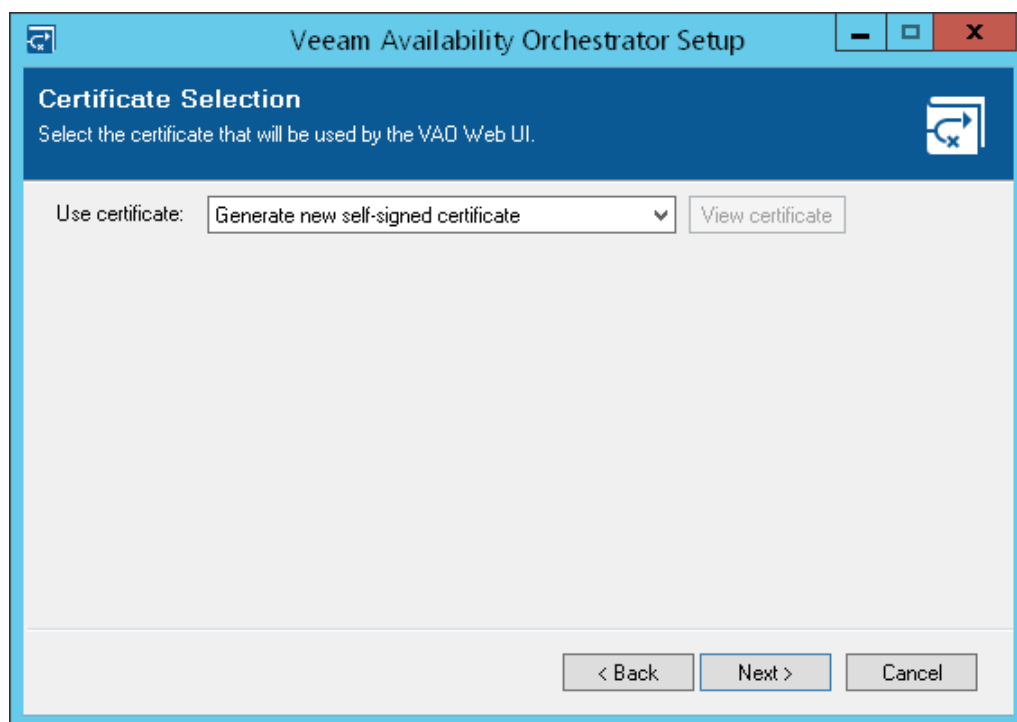 Veeam Availability Orchestrator Setup
Certificate Selection
Select the certificate that will be used by the VAO Web UI.
Use certificate: Generate new self-signed certificate View certificate
< Back Next > Cancel